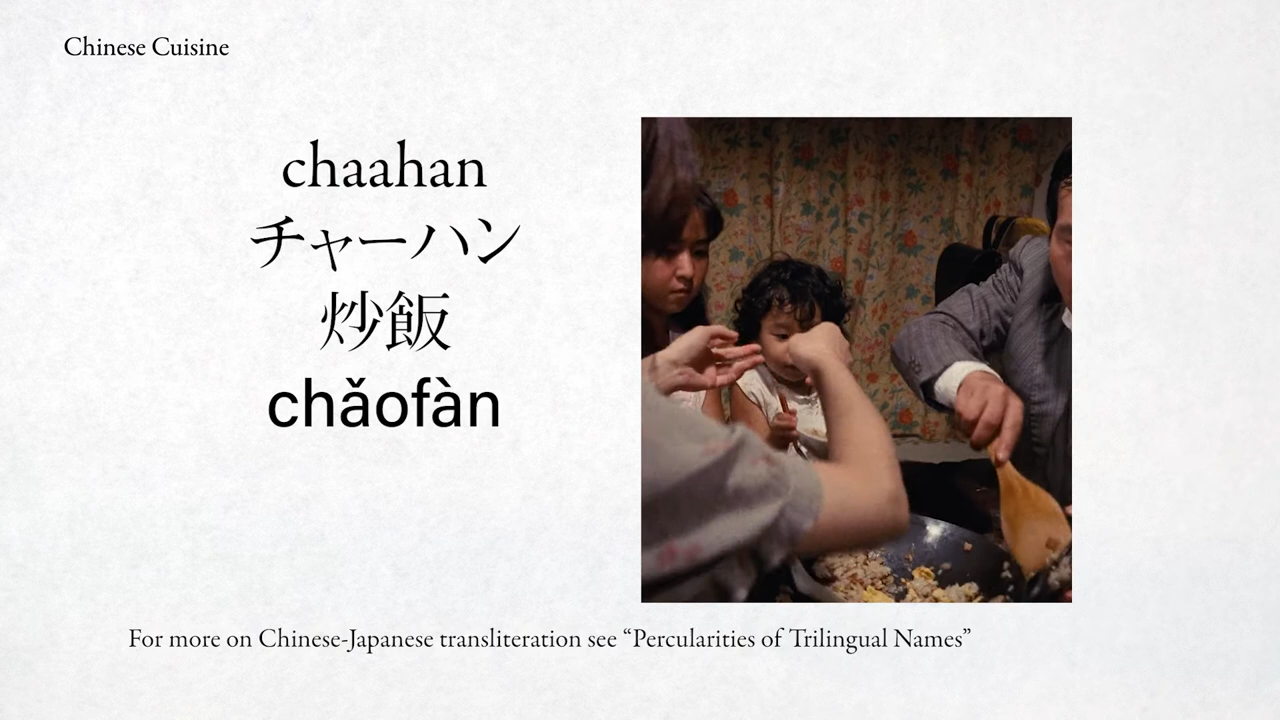 Chinese Cuisine
chaahan
チャーハン
炒飯
chǎofàn
For more on Chinese-Japanese transliteration see “Percularities of Trilingual Names”